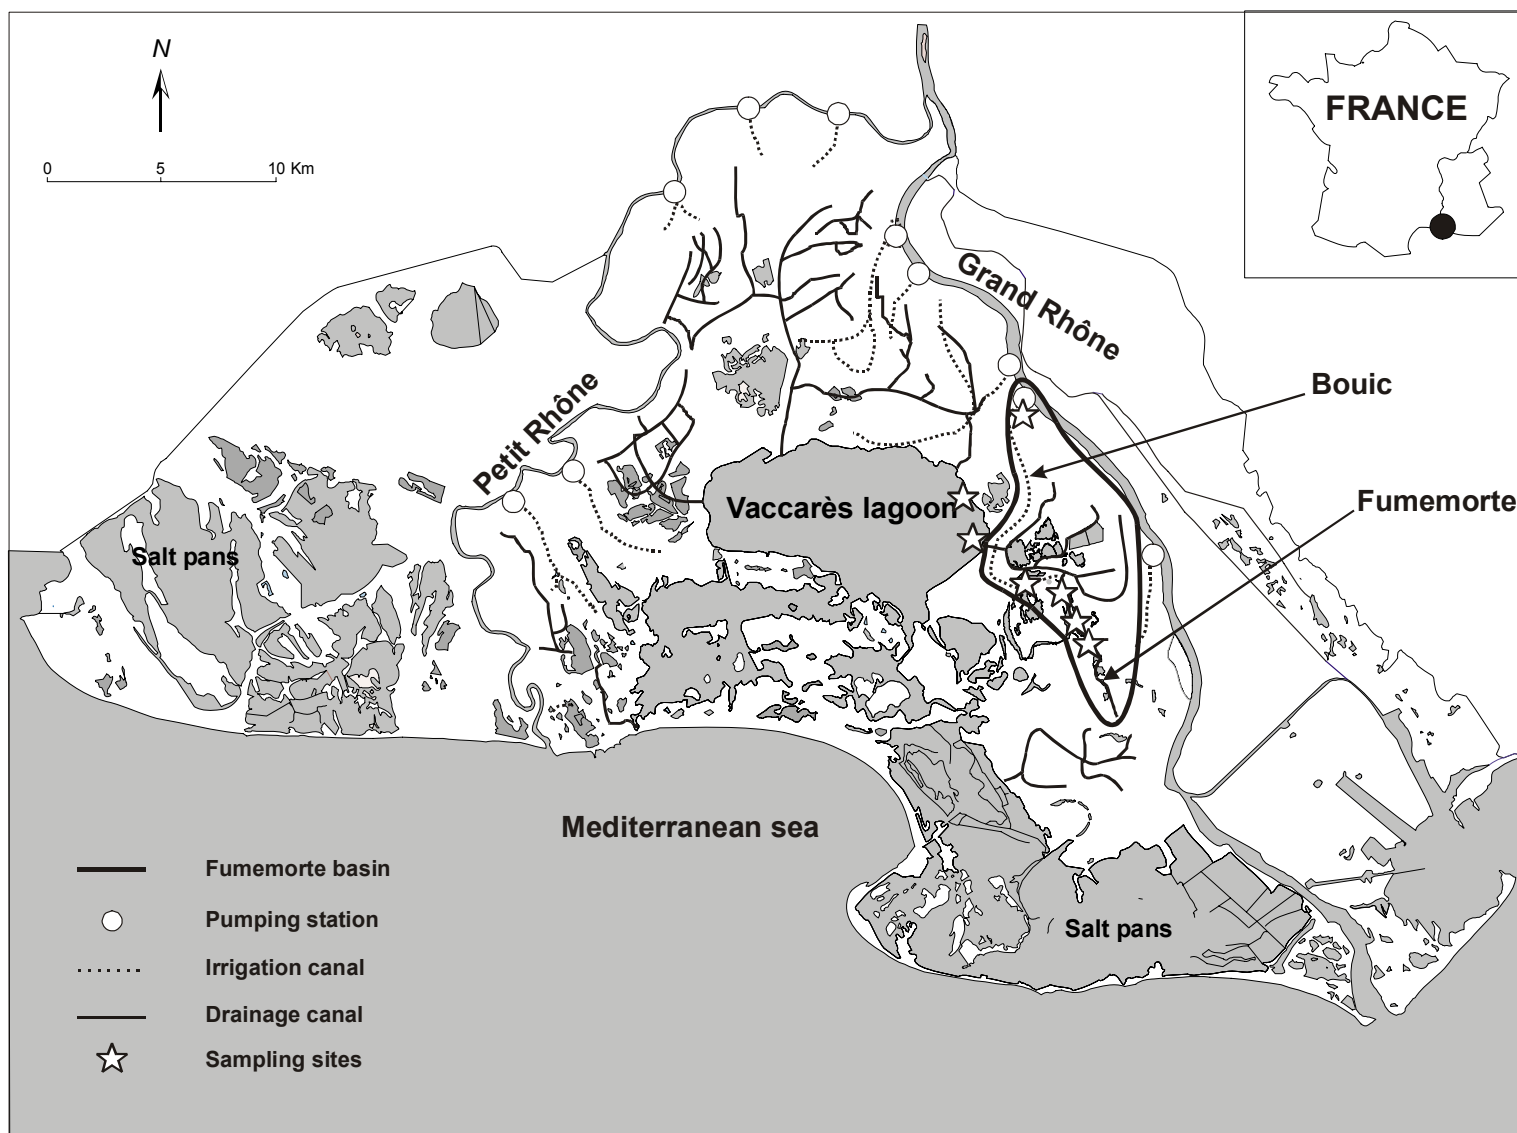 N
0 5 10 Km
FRANCE
Grand Rhône
Bouic
Petit Rhône
Vaccarès lagoon
Fumemorte
Salt pans
Mediterranean sea
Fumemorte basin
Pumping station
Salt pans
Irrigation canal
Drainage canal
Sampling sites